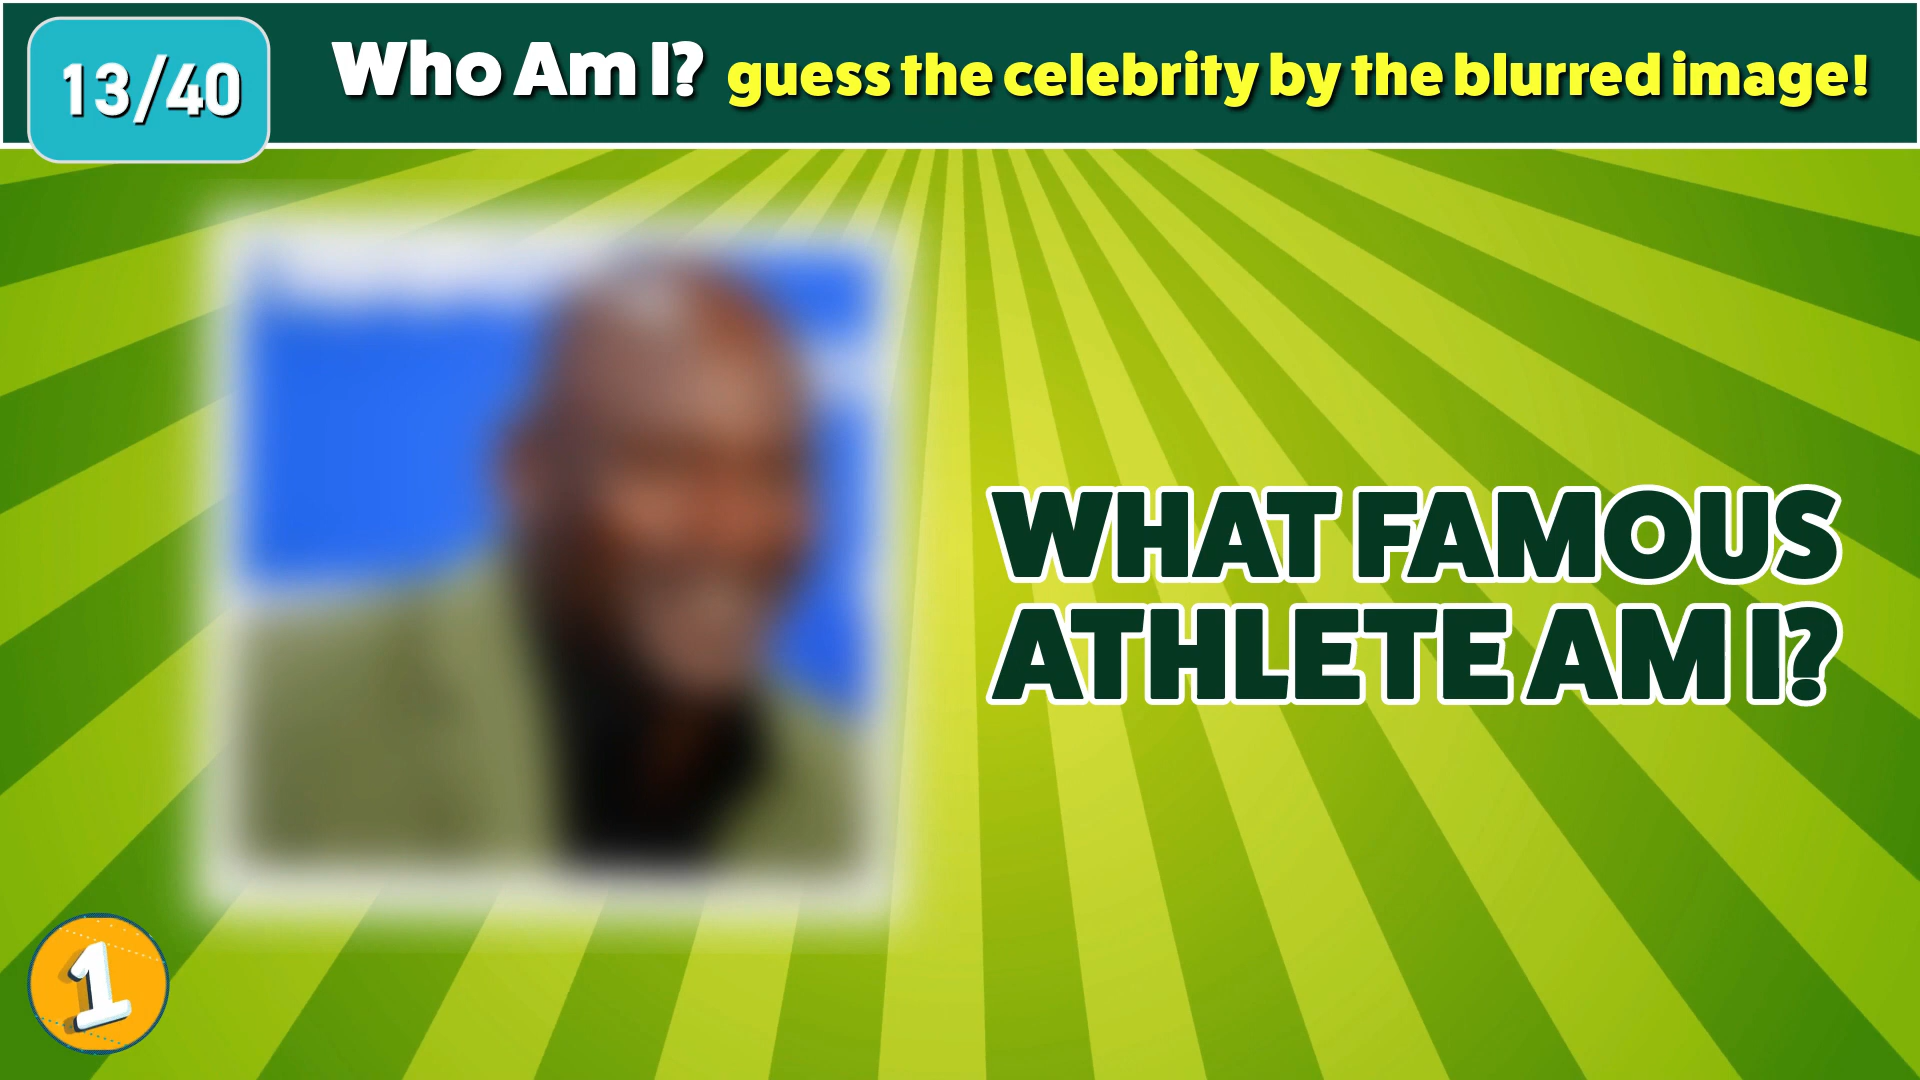 13/40
Who Am I? guess the celebrity by the blurred image!
WHAT FAMOUS
ATHLETE AM I?
1